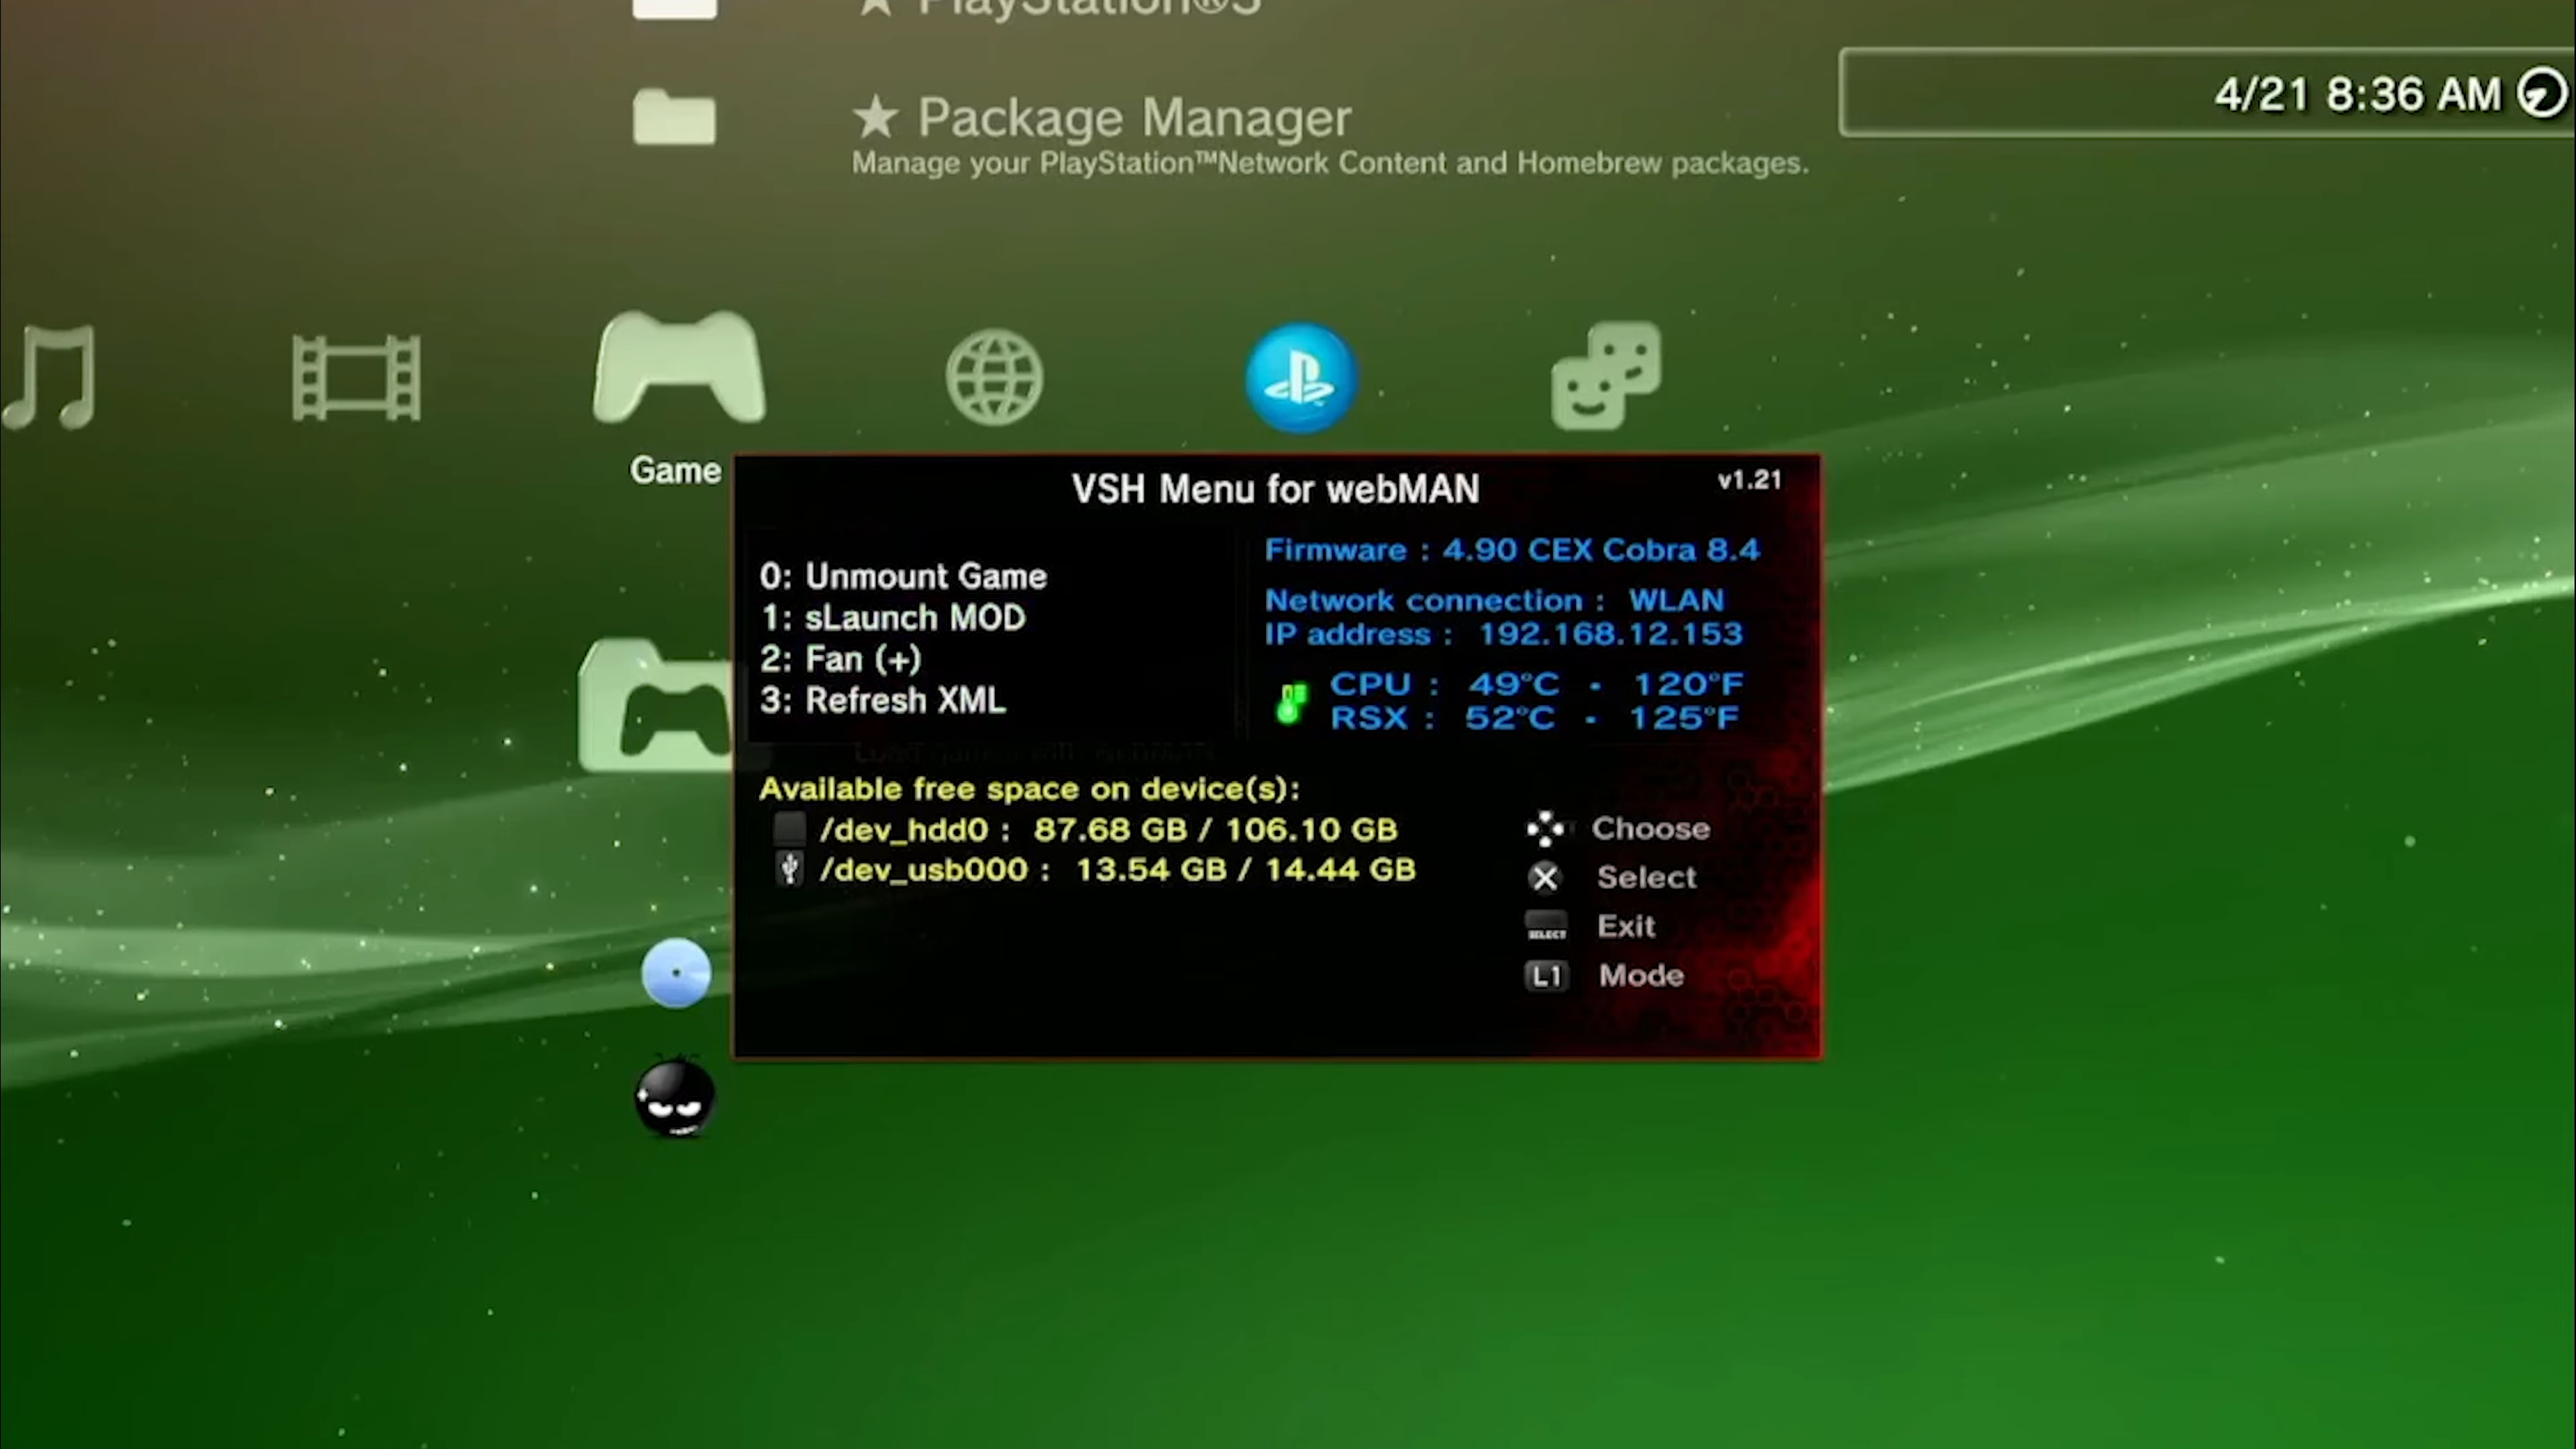 ★ PlayStation®3
★ Package Manager
Manage your PlayStation™Network Content and Homebrew packages.
4/21 8:36 AM
Game
VSH Menu for webMAN
v1.21
0: Unmount Game
1: sLaunch MOD
2: Fan (+)
3: Refresh XML
Firmware : 4.90 CEX Cobra 8.4
Network connection : WLAN
IP address : 192.168.12.153
CPU : 49°C - 120°F
RSX : 52°C - 125°F
Available free space on device(s):
/dev_hdd0 : 87.68 GB / 106.10 GB
/dev_usb000 : 13.54 GB / 14.44 GB
Choose
Select
SELECT Exit
L1 Mode